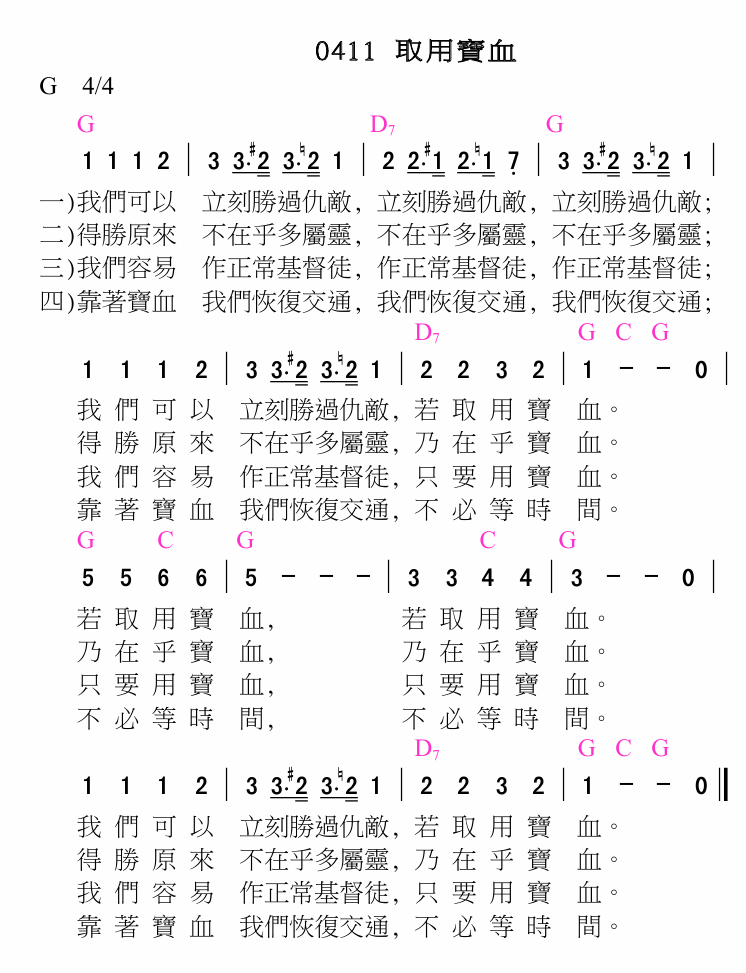 0411 取用寶血
G 4/4
G D7 G
1 1 1 2 | 3 3·#2 3·♮2 1 | 2 2·#1 2·♮1 7̣ | 3 3·#2 3·♮2 1 |
一)我們可以 立刻勝過仇敵, 立刻勝過仇敵, 立刻勝過仇敵;
二)得勝原來 不在乎多屬靈, 不在乎多屬靈, 不在乎多屬靈;
三)我們容易 作正常基督徒, 作正常基督徒, 作正常基督徒;
四)靠著寶血 我們恢復交通, 我們恢復交通, 我們恢復交通;
D7 G C G
1 1 1 2 | 3 3·#2 3·♮2 1 | 2 2 3 2 | 1 - - 0 |
我們可以 立刻勝過仇敵, 若取用寶 血。
得勝原來 不在乎多屬靈, 乃在乎寶 血。
我們容易 作正常基督徒, 只要用寶 血。
靠著寶血 我們恢復交通, 不必等時 間。
G C G C G
5 5 6 6 | 5 - - - | 3 3 4 4 | 3 - - 0 |
若取用寶 血, 若取用寶 血。
乃在乎寶 血, 乃在乎寶 血。
只要用寶 血, 只要用寶 血。
不必等時 間, 不必等時 間。
D7 G C G
1 1 1 2 | 3 3·#2 3·♮2 1 | 2 2 3 2 | 1 - - 0 ‖
我們可以 立刻勝過仇敵, 若取用寶 血。
得勝原來 不在乎多屬靈, 乃在乎寶 血。
我們容易 作正常基督徒, 只要用寶 血。
靠著寶血 我們恢復交通, 不必等時 間。